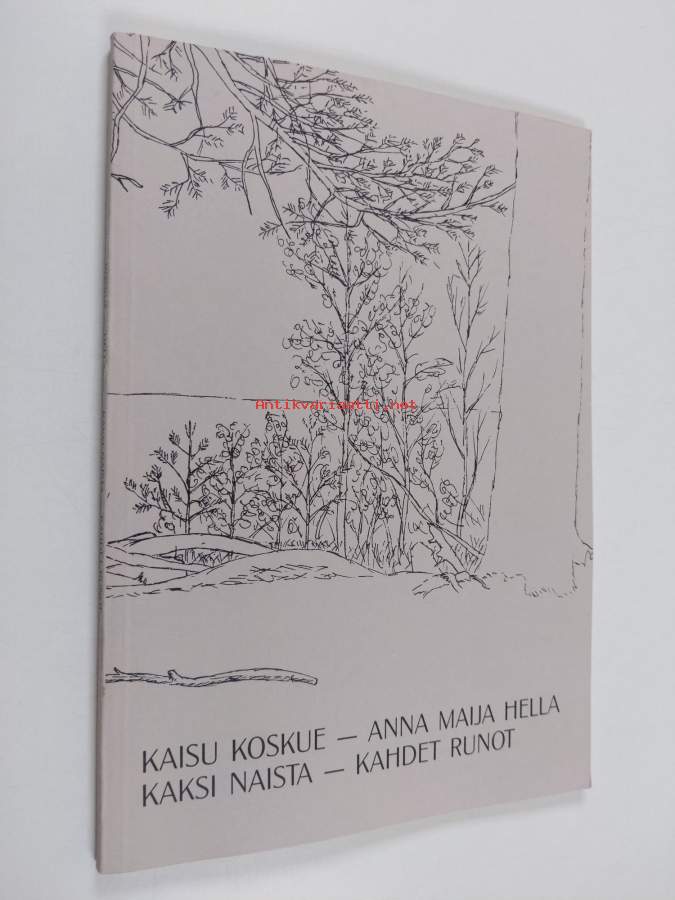 Antikvariaatti.net
KAISU KOSKUE – ANNA MAIJA HELLA
KAKSI NAISTA – KAHDET RUNOT